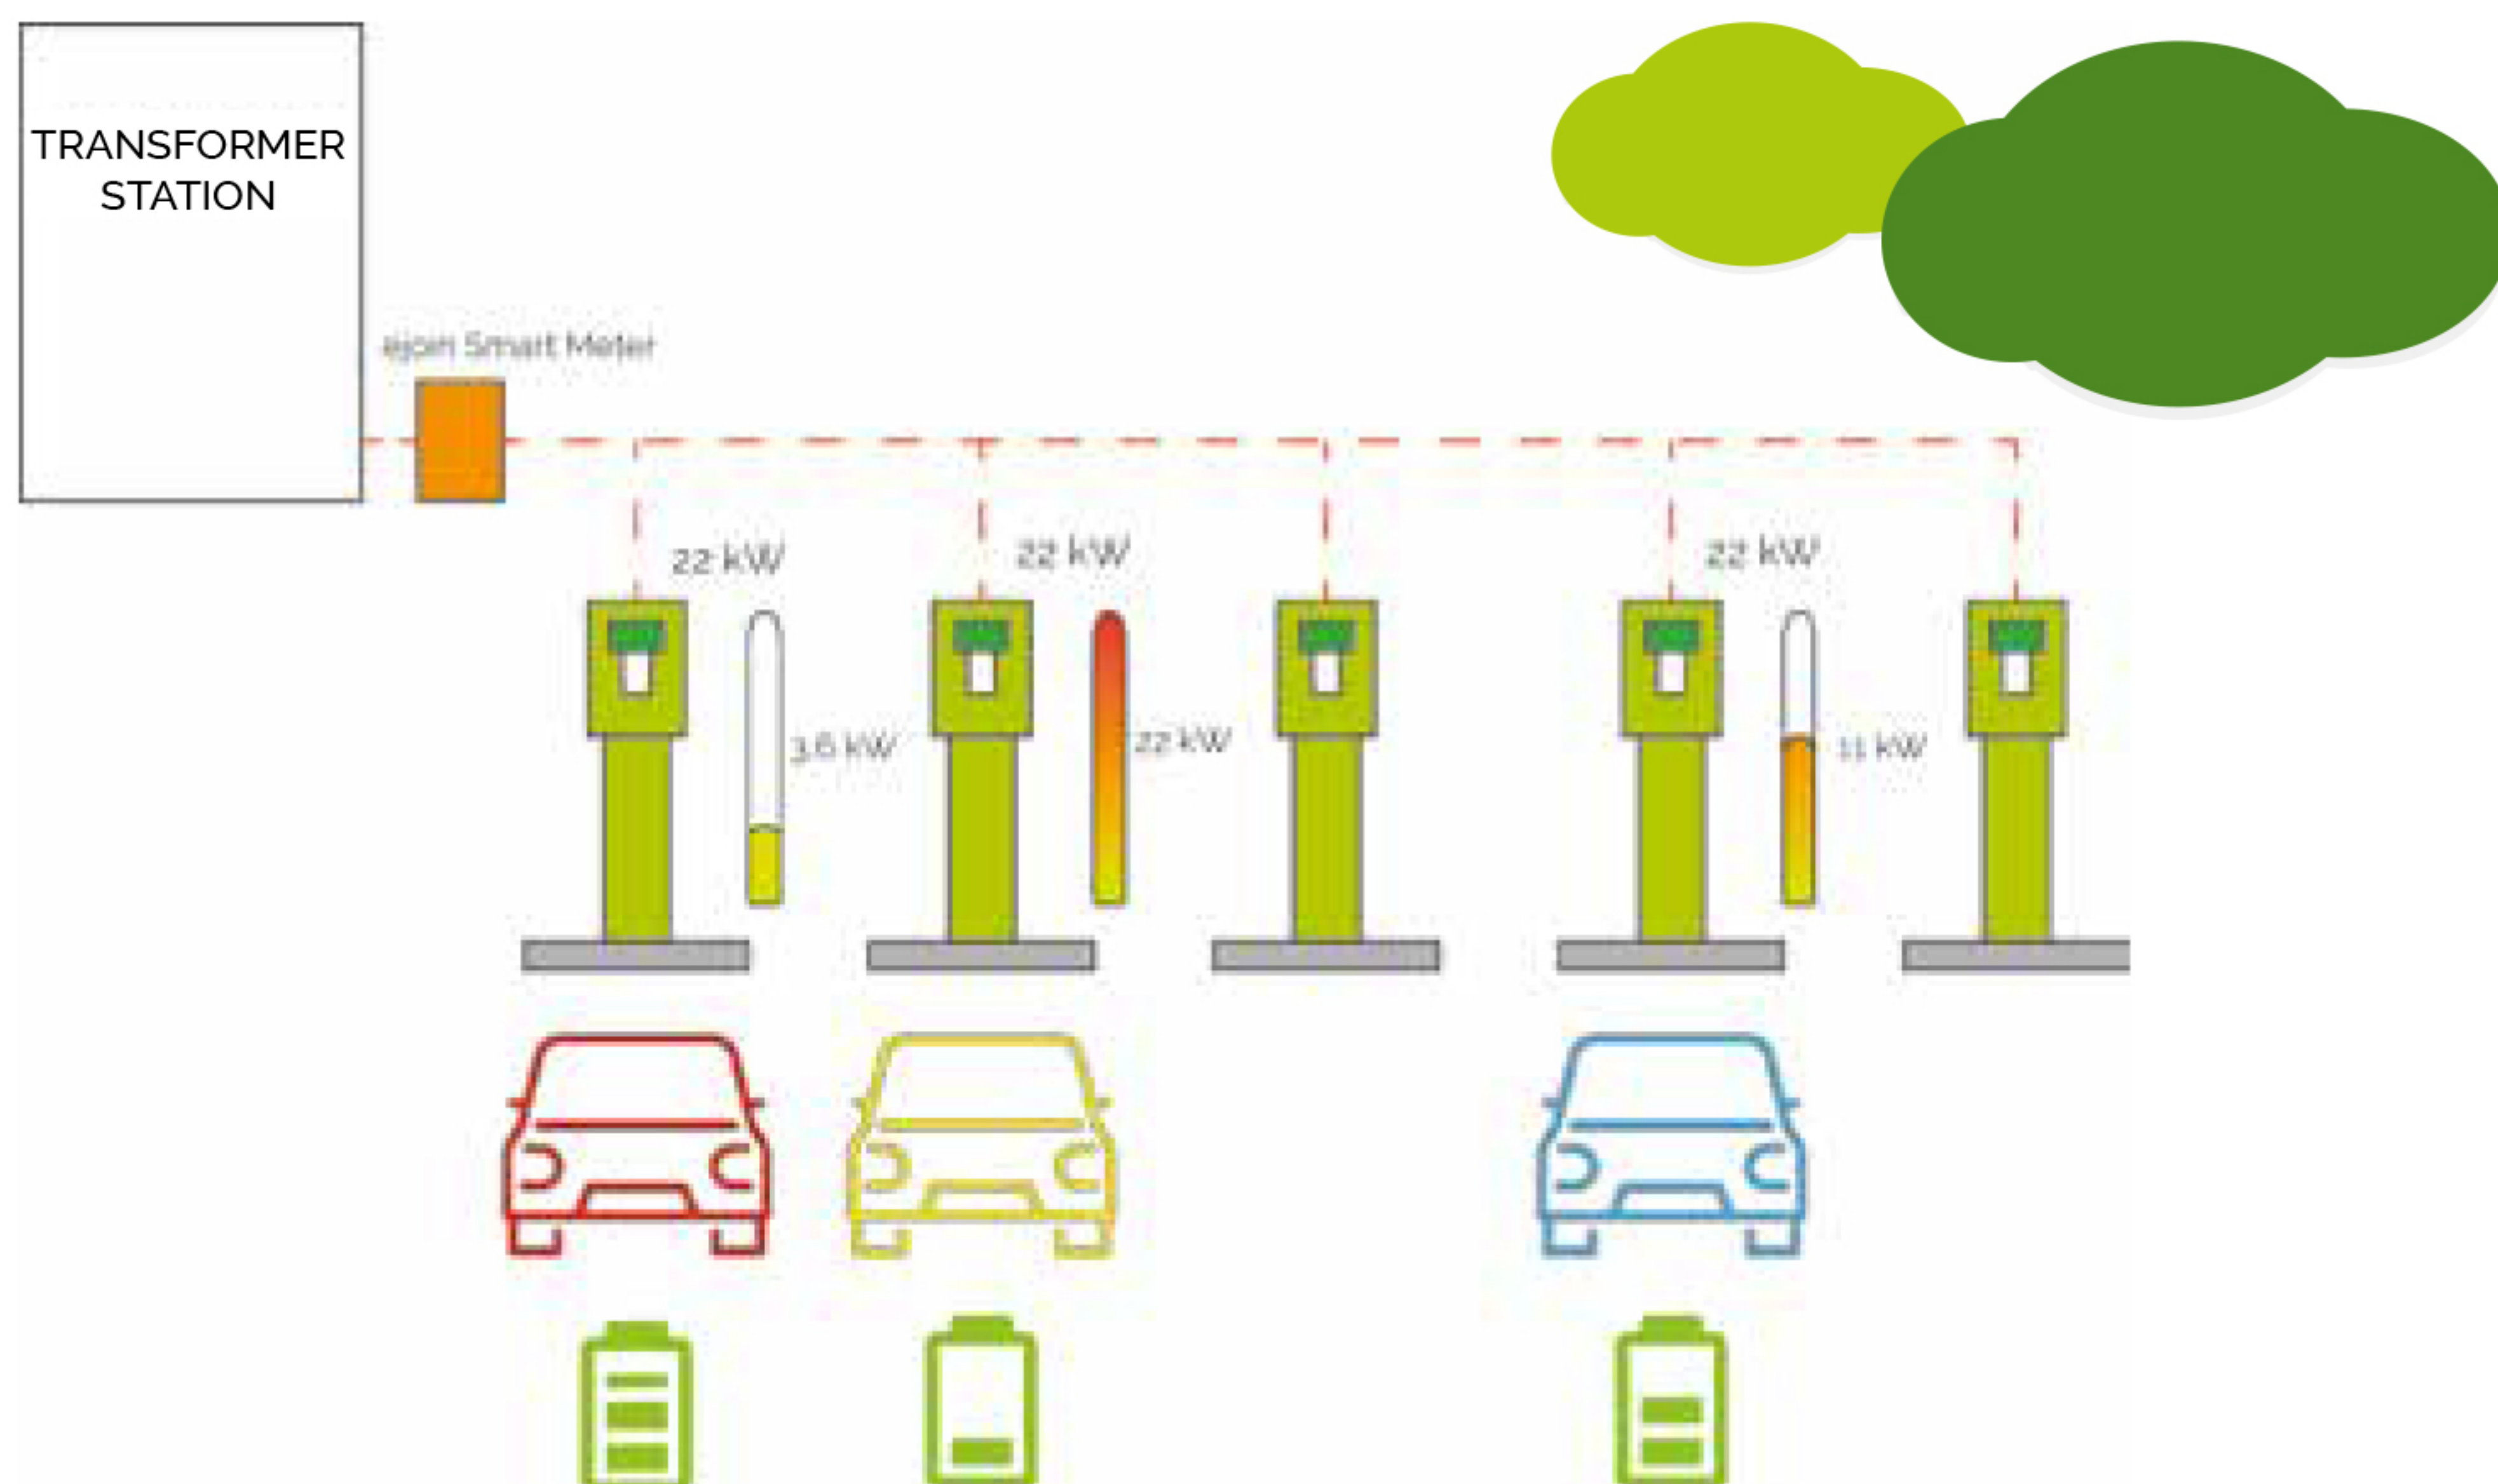 TRANSFORMER
STATION
ejoin Smart Meter
22 kW
22 kW
22 kW
3,6 kW
22 kW
11 kW